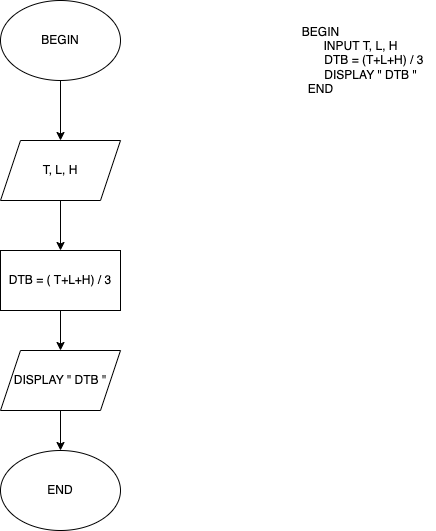 BEGIN
T, L, H
DTB = ( T+L+H) / 3
DISPLAY " DTB "
END
BEGIN
INPUT T, L, H
DTB = (T+L+H) / 3
DISPLAY " DTB "
END